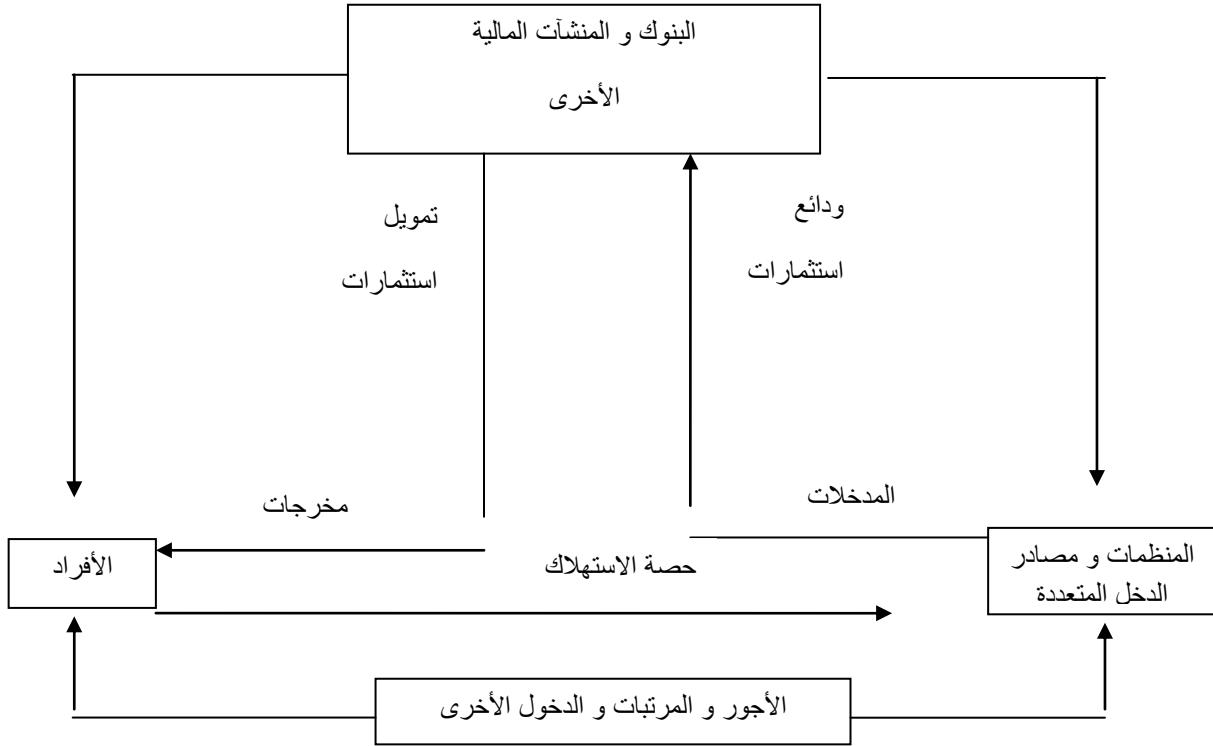 البنوك و المنشآت المالية
الأخرى
ودائع
استثمارات
تمويل
استثمارات
المدخلات
مخرجات
المنظمات و مصادر
الدخل المتعددة
حصة الاستهلاك
الأفراد
الأجور و المرتبات و الدخول الأخرى